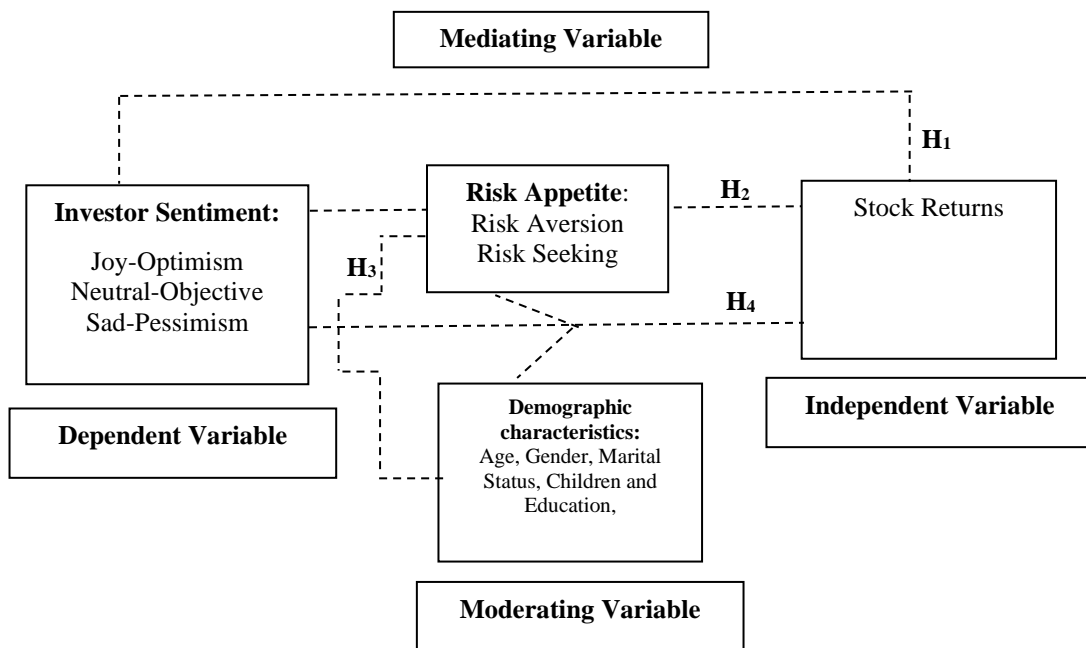 Mediating Variable
H1
Investor Sentiment:
Joy-Optimism
Neutral-Objective
Sad-Pessimism
Risk Appetite:
Risk Aversion
Risk Seeking
H2
Stock Returns
H3
H4
Dependent Variable
Demographic
characteristics:
Age, Gender, Marital
Status, Children and
Education,
Independent Variable
Moderating Variable